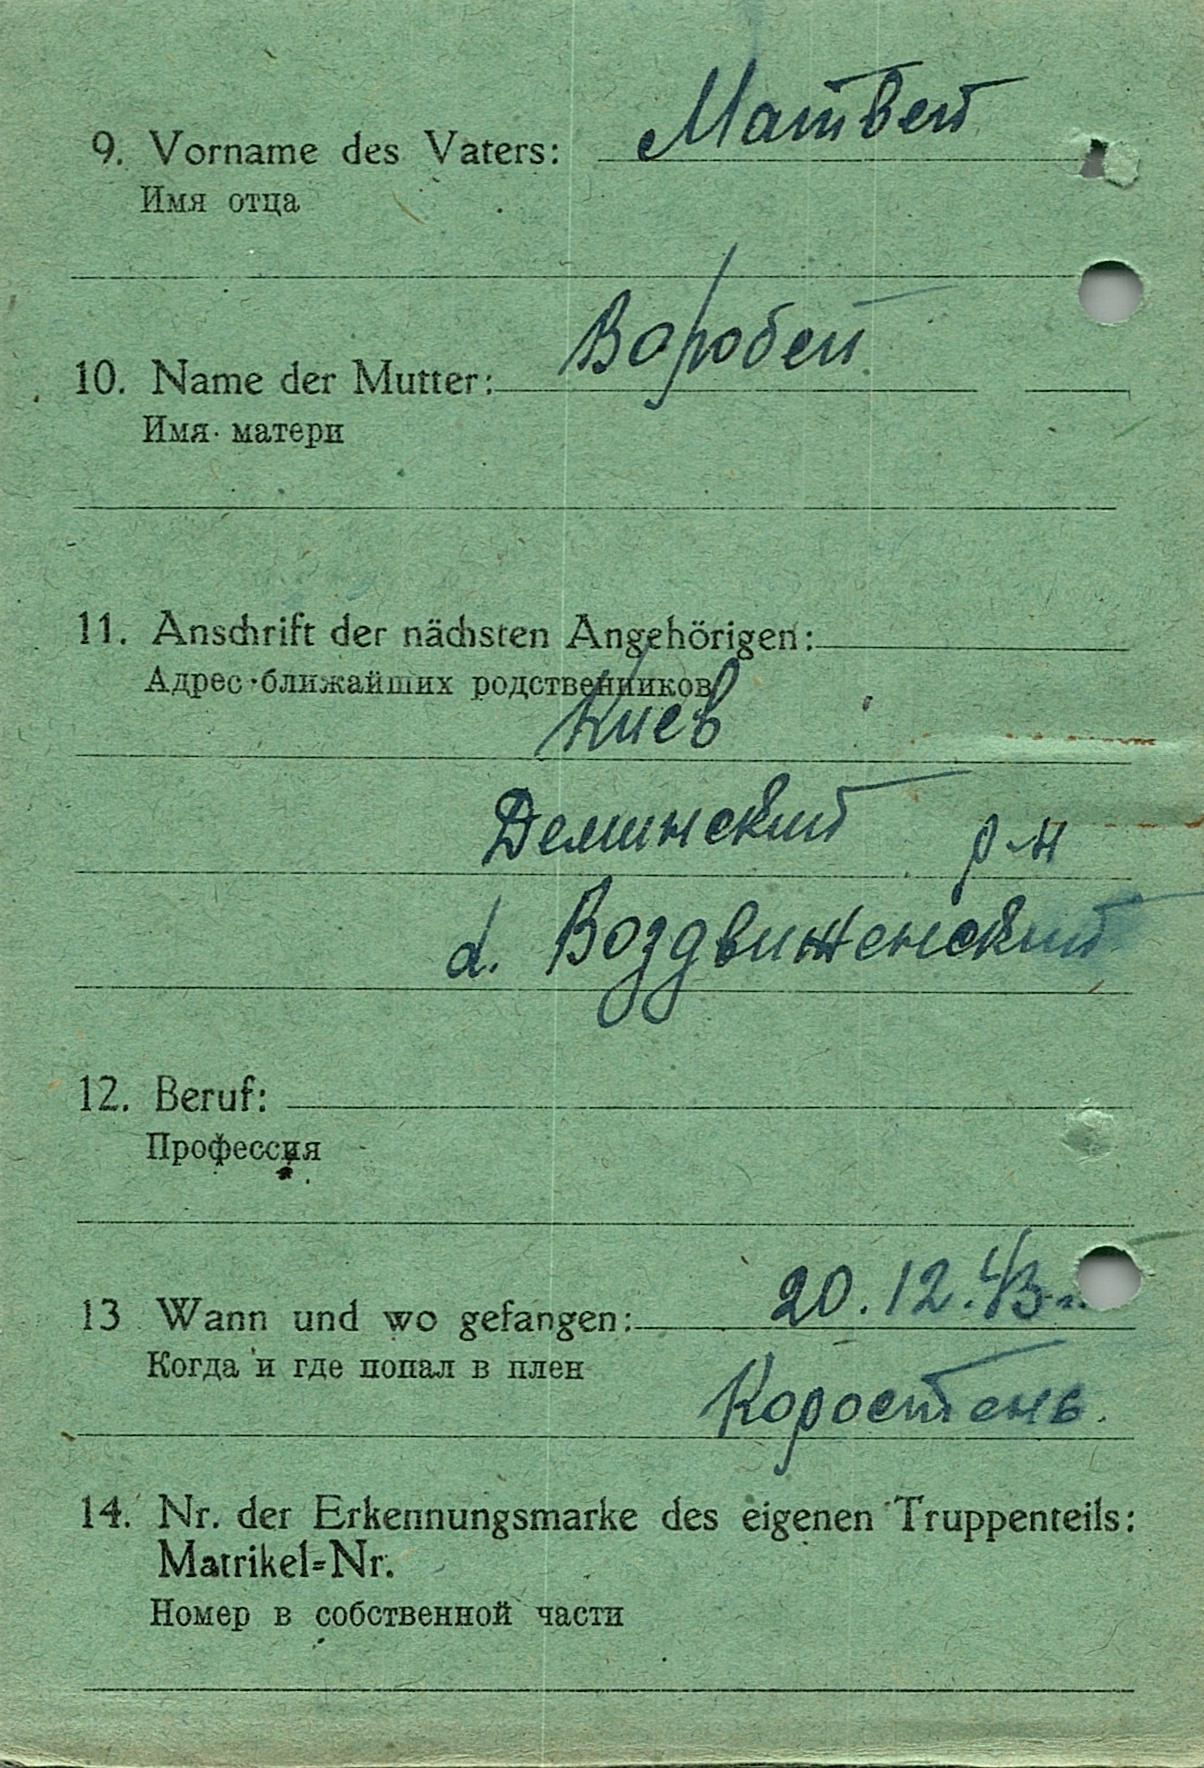 9. Vorname des Vaters: Матвей
Имя отца
10. Name der Mutter: Воробей
Имя матери
11. Anschrift der nächsten Angehörigen:
Адрес ближайших родственников
Киев
Деминский р-н
d. Воздвиженский
12. Beruf:
Профессия
13 Wann und wo gefangen: 20.12.43
Когда и где попал в плен
Коростень.
14. Nr. der Erkennungsmarke des eigenen Truppenteils:
Matrikel=Nr.
Номер в собственной части